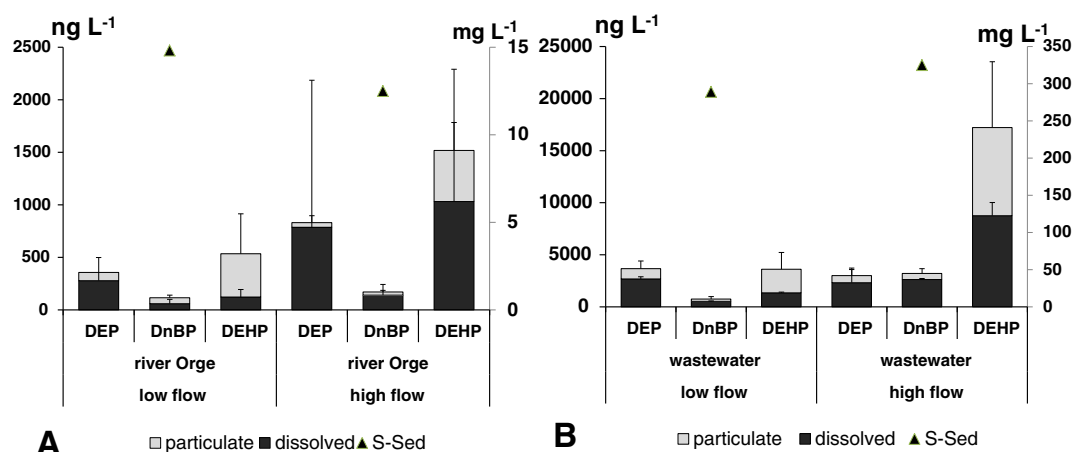 ng L-1 mg L-1
2500 15
2000
10
1500
1000
5
500
0 0
DEP DnBP DEHP DEP DnBP DEHP
river Orge river Orge
low flow high flow
particulate dissolved S-Sed
A
ng L-1 mg L-1
25000 350
300
20000
250
15000
200
150
10000
100
5000
50
0 0
DEP DnBP DEHP DEP DnBP DEHP
wastewater wastewater
low flow high flow
particulate dissolved S-Sed
B